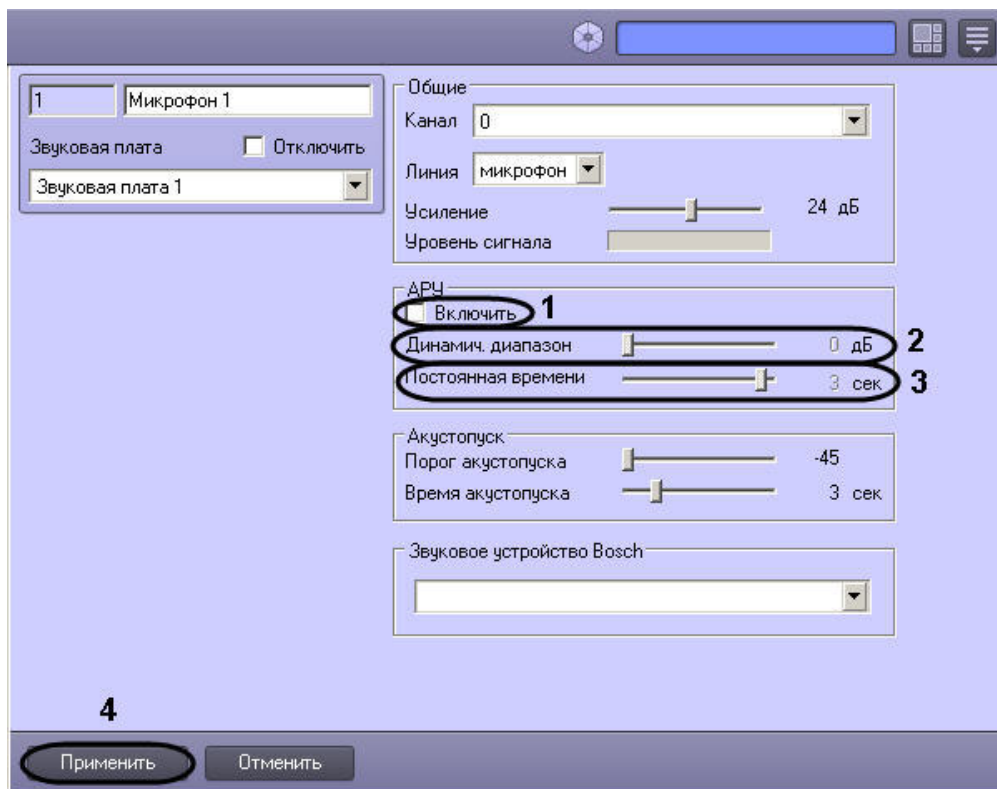 1 Микрофон 1
Звуковая плата Отключить
Звуковая плата 1
Общие
Канал 0
Линия микрофон
Усиление 24 дБ
Уровень сигнала
АРУ
Включить 1
Динамич. диапазон 0 дБ 2
Постоянная времени 3 сек 3
Акустопуск
Порог акустопуска -45
Время акустопуска 3 сек
Звуковое устройство Bosch
4
Применить Отменить